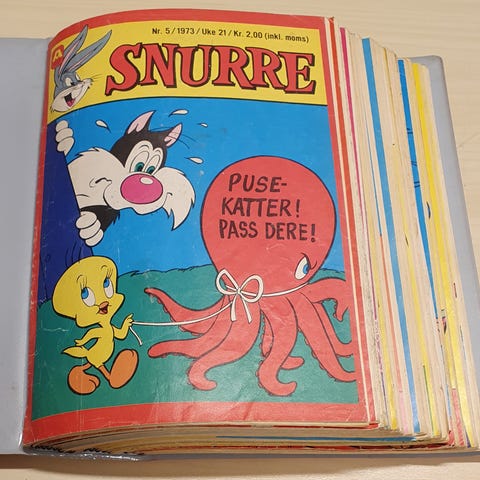 Nr. 5/1973/Uke 21/Kr. 2,00 (inkl. moms)
SNURRE
PUSE-
KATTER!
PASS DERE!